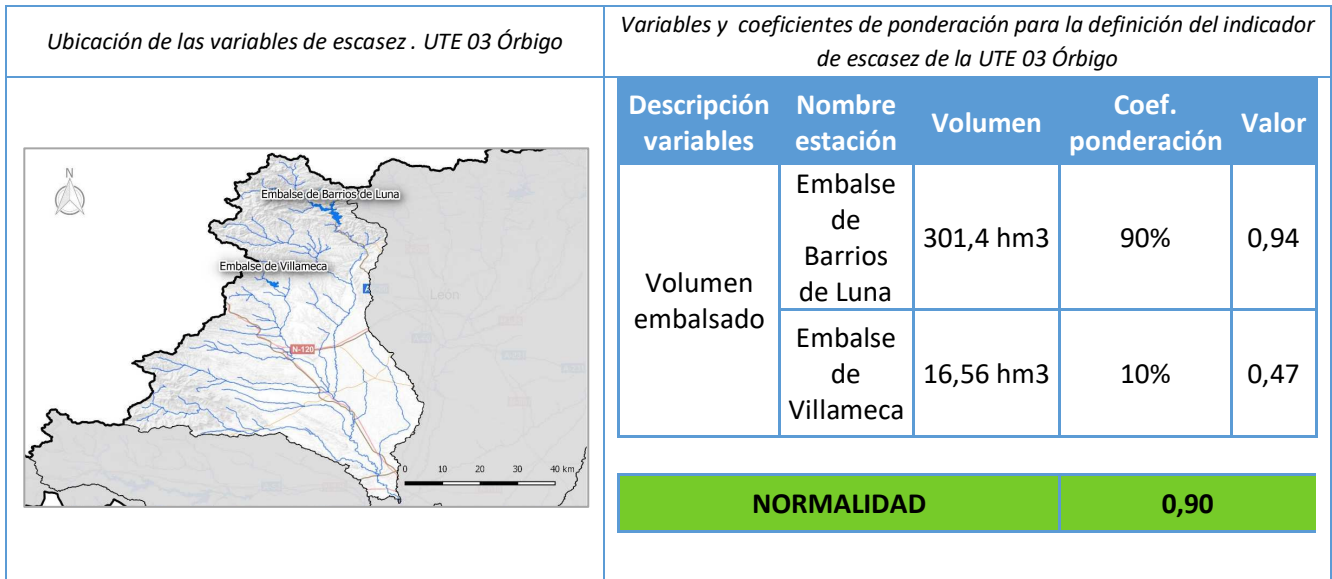 Ubicación de las variables de escasez . UTE 03 Órbigo
Variables y coeficientes de ponderación para la definición del indicador
de escasez de la UTE 03 Órbigo
N
Embalse de Barrios de Luna
Embalse de Villameca
León
N-120
0 10 20 30 40 km
Descripción variables Nombre estación Volumen Coef. ponderación Valor
Volumen embalsado
Embalse
de
Barrios
de Luna
301,4 hm3 90% 0,94
Embalse
de
Villameca
16,56 hm3 10% 0,47
NORMALIDAD 0,90